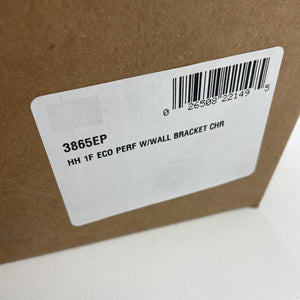 0 26508 22149 5
3865EP
HH 1F ECO PERF W/WALL BRACKET CHR